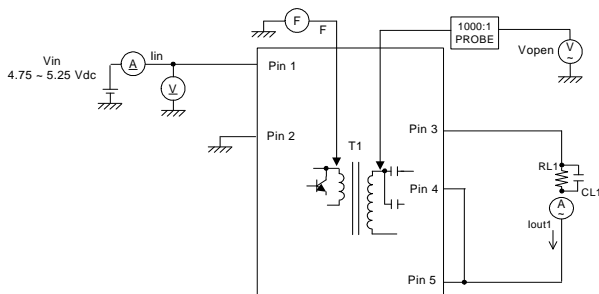 F
F
1000:1
PROBE
Vopen
V
~
Vin
4.75 ~ 5.25 Vdc
A
Iin
V
Pin 1
Pin 2
T1
Pin 3
Pin 4
Pin 5
RL1
CL1
A
~
Iout1